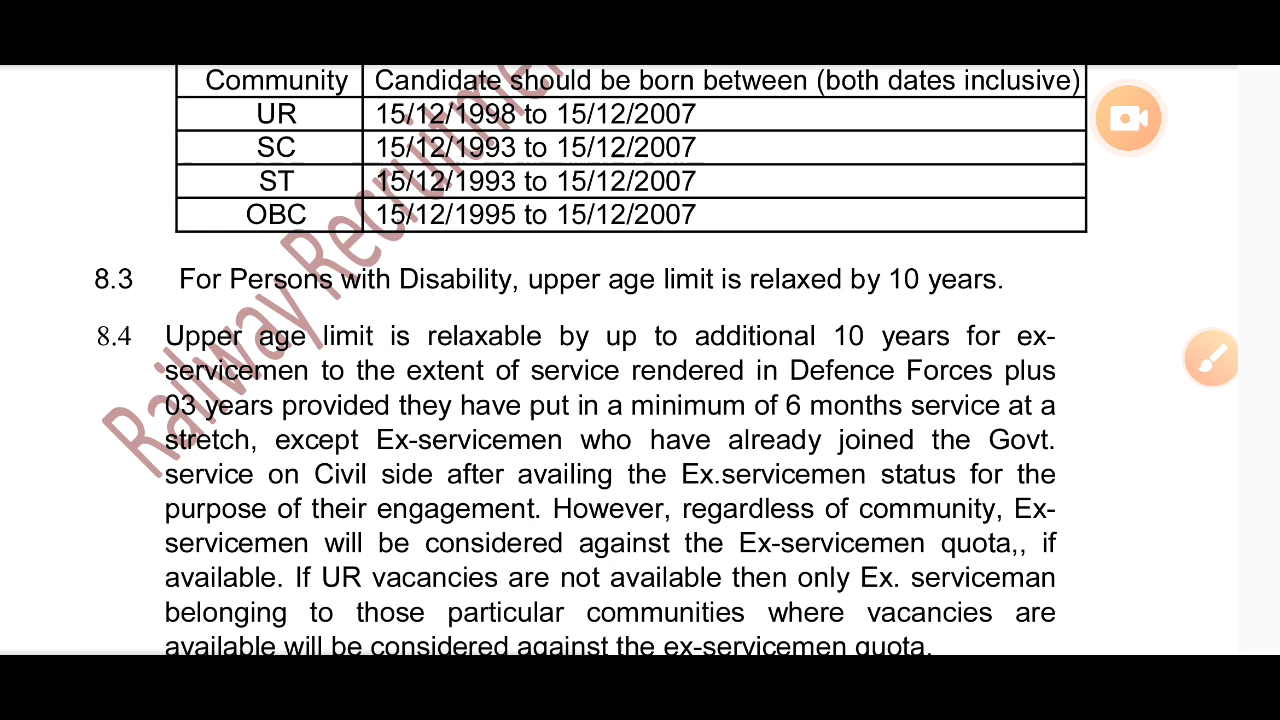 Community Candidate should be born between (both dates inclusive)
UR 15/12/1998 to 15/12/2007
SC 15/12/1993 to 15/12/2007
ST 15/12/1993 to 15/12/2007
OBC 15/12/1995 to 15/12/2007
8.3 For Persons with Disability, upper age limit is relaxed by 10 years.
8.4 Upper age limit is relaxable by up to additional 10 years for ex-
servicemen to the extent of service rendered in Defence Forces plus
03 years provided they have put in a minimum of 6 months service at a
stretch, except Ex-servicemen who have already joined the Govt.
service on Civil side after availing the Ex.servicemen status for the
purpose of their engagement. However, regardless of community, Ex-
servicemen will be considered against the Ex-servicemen quota,, if
available. If UR vacancies are not available then only Ex. serviceman
belonging to those particular communities where vacancies are
available will be considered against the ex-servicemen quota.
Railway